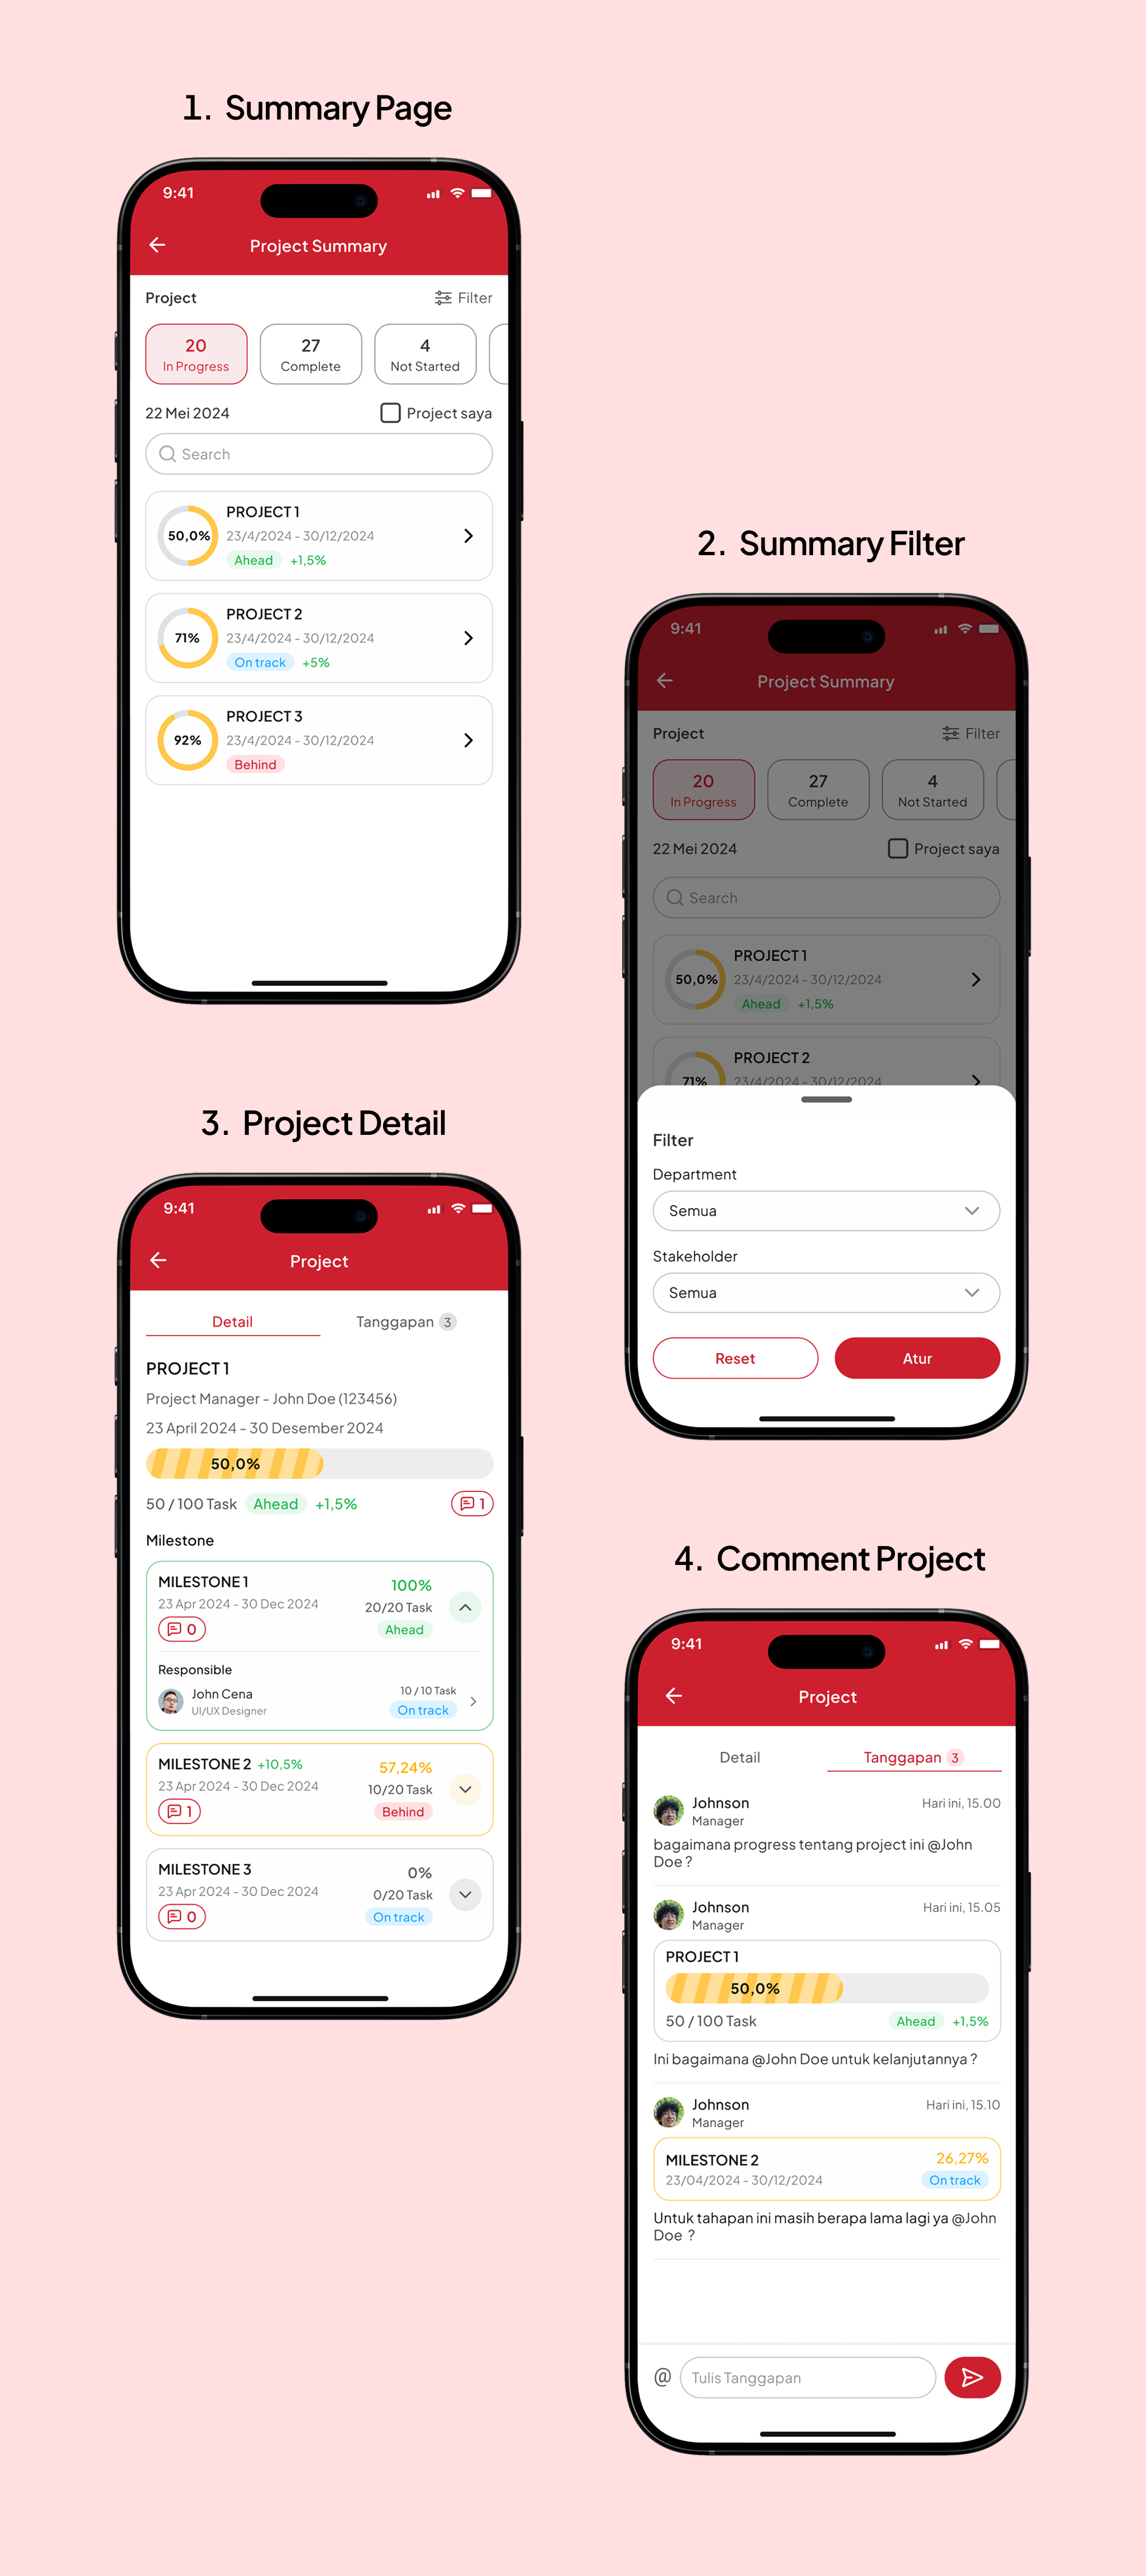 1. Summary Page
9:41
Project Summary
Project
Filter
20
In Progress
27
Complete
4
Not Started
22 Mei 2024
Project saya
Search
50,0%
PROJECT 1
23/4/2024 - 30/12/2024
Ahead +1,5%
71%
PROJECT 2
23/4/2024 - 30/12/2024
On track +5%
92%
PROJECT 3
23/4/2024 - 30/12/2024
Behind
2. Summary Filter
9:41
Project Summary
Project
Filter
20
In Progress
27
Complete
4
Not Started
22 Mei 2024
Project saya
Search
50,0%
PROJECT 1
23/4/2024 - 30/12/2024
Ahead +1,5%
71%
PROJECT 2
23/4/2024 - 30/12/2024
Filter
Department
Semua
Stakeholder
Semua
Reset
Atur
3. Project Detail
9:41
Project
Detail
Tanggapan 3
PROJECT 1
Project Manager - John Doe (123456)
23 April 2024 - 30 Desember 2024
50,0%
50 / 100 Task Ahead +1,5%
1
Milestone
MILESTONE 1
100%
23 Apr 2024 - 30 Dec 2024
20/20 Task
0
Ahead
Responsible
John Cena
UI/UX Designer
10 / 10 Task
On track
MILESTONE 2 +10,5%
57,24%
23 Apr 2024 - 30 Dec 2024
10/20 Task
1
Behind
MILESTONE 3
0%
23 Apr 2024 - 30 Dec 2024
0/20 Task
0
On track
4. Comment Project
9:41
Project
Detail
Tanggapan 3
Johnson
Manager
Hari ini, 15.00
bagaimana progress tentang project ini @John
Doe ?
Johnson
Manager
Hari ini, 15.05
PROJECT 1
50,0%
50 / 100 Task
Ahead +1,5%
Ini bagaimana @John Doe untuk kelanjutannya ?
Johnson
Manager
Hari ini, 15.10
MILESTONE 2
26,27%
23/04/2024 - 30/12/2024
On track
Untuk tahapan ini masih berapa lama lagi ya @John
Doe ?
@ Tulis Tanggapan